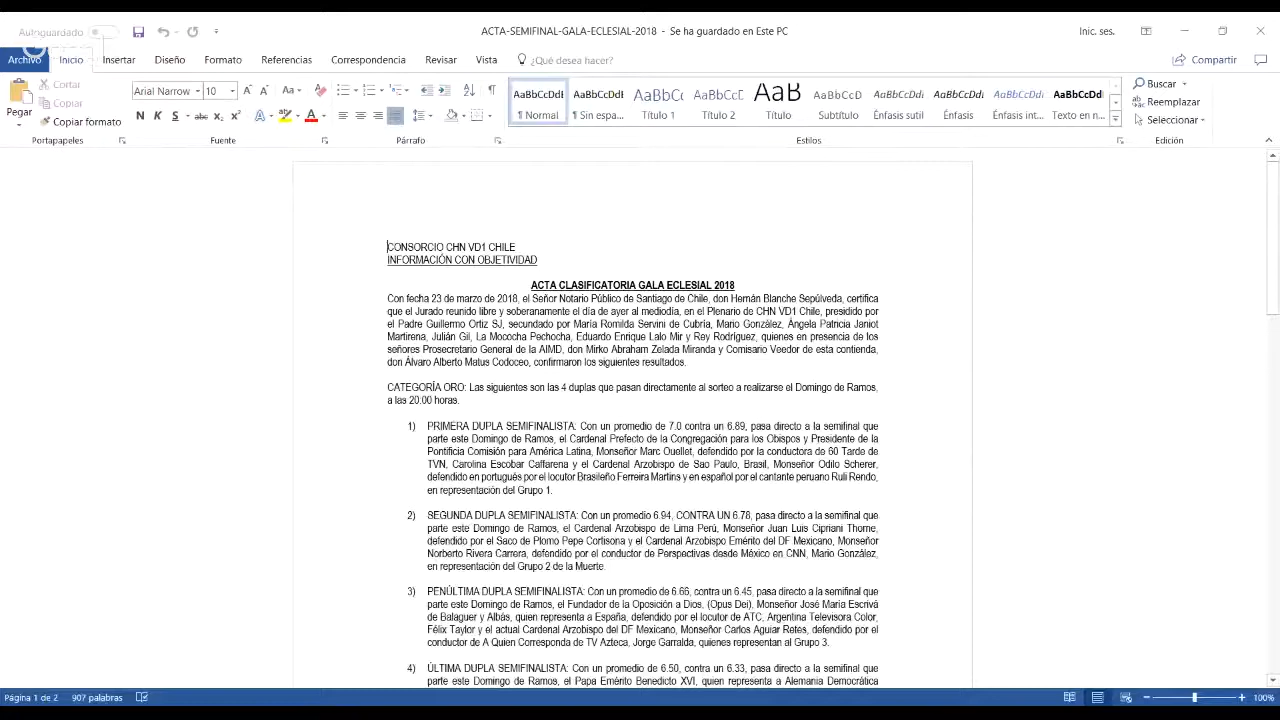 Autoguardado
ACTA-SEMIFINAL-GALA-ECLESIAL-2018 - Se ha guardado en Este PC
Inic. ses.
Archivo Inicio Insertar Diseño Formato Referencias Correspondencia Revisar Vista ¿Qué desea hacer? Compartir
Pegar
Cortar
Copiar
Copiar formato
Portapapeles
Arial Narrow 10 Aa
N K S abc x₂ x² A A
Fuente
Párrafo
AaBbCcDdI AaBbCcDdI AaBbCc AaBbCcD AaB AaBbCcD AaBbCcDd AaBbCcDd AaBbCcDd AaBbCcDd
¶ Normal ¶ Sin espa... Título 1 Título 2 Título Subtítulo Énfasis sutil Énfasis Énfasis int... Texto en n...
Estilos
Buscar
Reemplazar
Seleccionar
Edición
CONSORCIO CHN VD1 CHILE
INFORMACIÓN CON OBJETIVIDAD
ACTA CLASIFICATORIA GALA ECLESIAL 2018
Con fecha 23 de marzo de 2018, el Señor Notario Público de Santiago de Chile, don Hernán Blanche Sepúlveda, certifica
que el Jurado reunido libre y soberanamente el día de ayer al mediodía, en el Plenario de CHN VD1 Chile, presidido por
el Padre Guillermo Ortiz SJ, secundado por María Romilda Servini de Cubría, Mario González, Ángela Patricia Janiot
Martirena, Julián Gil, La Mococha Pechocha, Eduardo Enrique Lalo Mir y Rey Rodríguez, quienes en presencia de los
señores Prosecretario General de la AIMD, don Mirko Abraham Zelada Miranda y Comisario Veedor de esta contienda,
don Álvaro Alberto Matus Codoceo, confirmaron los siguientes resultados.
CATEGORÍA ORO: Las siguientes son las 4 duplas que pasan directamente al sorteo a realizarse el Domingo de Ramos,
a las 20:00 horas.
1) PRIMERA DUPLA SEMIFINALISTA: Con un promedio de 7.0 contra un 6.89, pasa directo a la semifinal que
parte este Domingo de Ramos, el Cardenal Prefecto de la Congregación para los Obispos y Presidente de la
Pontificia Comisión para América Latina, Monseñor Marc Ouellet, defendido por la conductora de 60 Tarde de
TVN, Carolina Escobar Caffarena y el Cardenal Arzobispo de Sao Paulo, Brasil, Monseñor Odilo Scherer,
defendido en portugués por el locutor Brasileño Ferreira Martins y en español por el cantante peruano Ruli Rendo,
en representación del Grupo 1.
2) SEGUNDA DUPLA SEMIFINALISTA: Con un promedio 6.94, CONTRA UN 6.78, pasa directo a la semifinal que
parte este Domingo de Ramos, el Cardenal Arzobispo de Lima Perú, Monseñor Juan Luis Cipriani Thorne,
defendido por el Saco de Plomo Pepe Cortisona y el Cardenal Arzobispo Emérito del DF Mexicano, Monseñor
Norberto Rivera Carrera, defendido por el conductor de Perspectivas desde México en CNN, Mario González,
en representación del Grupo 2 de la Muerte.
3) PENÚLTIMA DUPLA SEMIFINALISTA: Con un promedio de 6.66, contra un 6.45, pasa directo a la semifinal que
parte este Domingo de Ramos, el Fundador de la Oposición a Dios, (Opus Dei), Monseñor José María Escrivá
de Balaguer y Albás, quien representa a España, defendido por el locutor de ATC, Argentina Televisora Color,
Félix Taylor y el actual Cardenal Arzobispo del DF Mexicano, Monseñor Carlos Aguiar Retes, defendido por el
conductor de A Quien Corresponda de TV Azteca, Jorge Garralda, quienes representan al Grupo 3.
4) ÚLTIMA DUPLA SEMIFINALISTA: Con un promedio de 6.50, contra un 6.33, pasa directo a la semifinal que
parte este Domingo de Ramos, el Papa Emérito Benedicto XVI, quien representa a Alemania Democrática
Página 1 de 2 907 palabras 100%